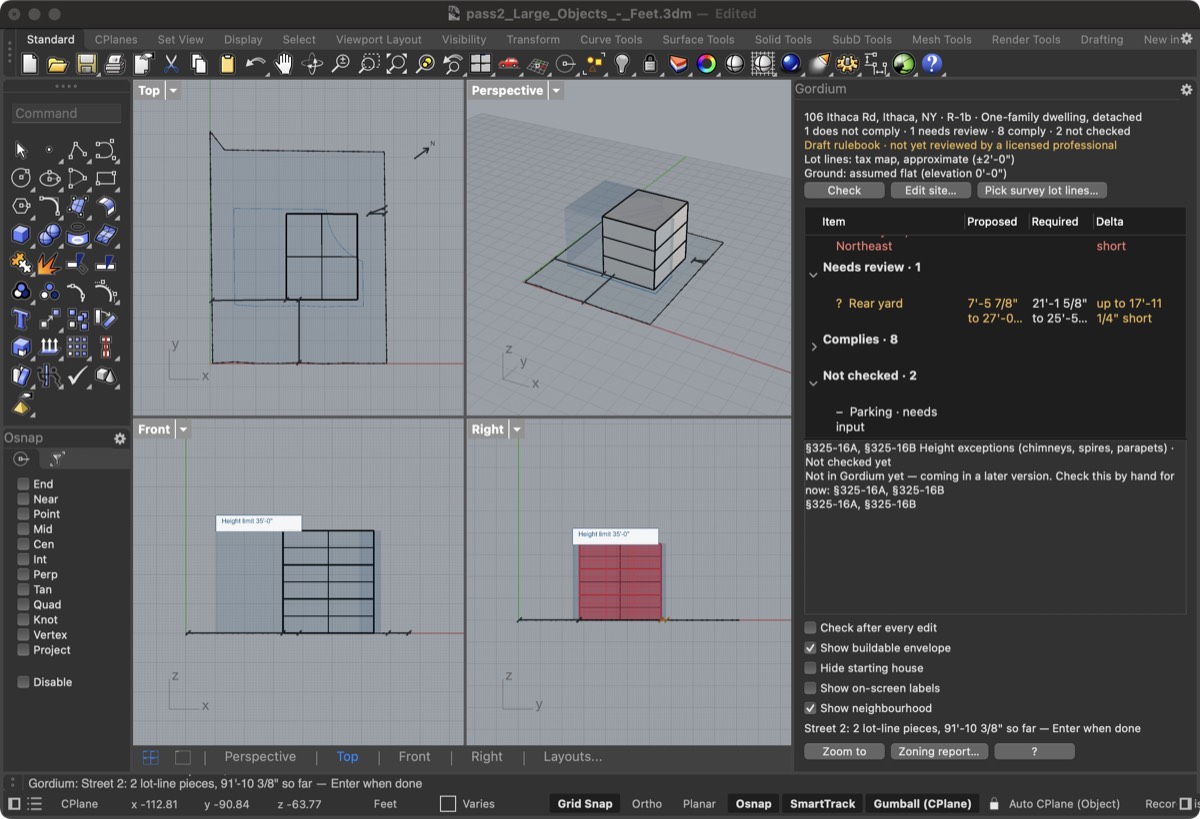 pass2_Large_Objects_-_Feet.3dm — Edited
Standard CPlanes Set View Display Select Viewport Layout Visibility Transform Curve Tools Surface Tools Solid Tools SubD Tools Mesh Tools Render Tools Drafting New in
Command
Top
N
y
x
Perspective
z
y
x
Front
Height limit 35'-0"
z
x
Right
Height limit 35'-0"
z
y
Osnap
End
Near
Point
Mid
Cen
Int
Perp
Tan
Quad
Knot
Vertex
Project
Disable
Perspective Top Front Right Layouts...
Gordium
106 Ithaca Rd, Ithaca, NY · R-1b · One-family dwelling, detached
1 does not comply · 1 needs review · 8 comply · 2 not checked
Draft rulebook · not yet reviewed by a licensed professional
Lot lines: tax map, approximate (±2'-0")
Ground: assumed flat (elevation 0'-0")
Check Edit site... Pick survey lot lines...
Item Proposed Required Delta
Northeast short
Needs review · 1
? Rear yard 7'-5 7/8" 21'-1 5/8" up to 17'-11
to 27'-0... to 25'-5... 1/4" short
Complies · 8
Not checked · 2
– Parking · needs
input
§325-16A, §325-16B Height exceptions (chimneys, spires, parapets) ·
Not checked yet
Not in Gordium yet — coming in a later version. Check this by hand for
now: §325-16A, §325-16B
§325-16A, §325-16B
Check after every edit
Show buildable envelope
Hide starting house
Show on-screen labels
Show neighbourhood
Street 2: 2 lot-line pieces, 91'-10 3/8" so far — Enter when done
Zoom to Zoning report... ?
Gordium: Street 2: 2 lot-line pieces, 91'-10 3/8" so far — Enter when done
CPlane x -112.81 y -90.84 z -63.77 Feet Varies Grid Snap Ortho Planar Osnap SmartTrack Gumball (CPlane) Auto CPlane (Object) Recor